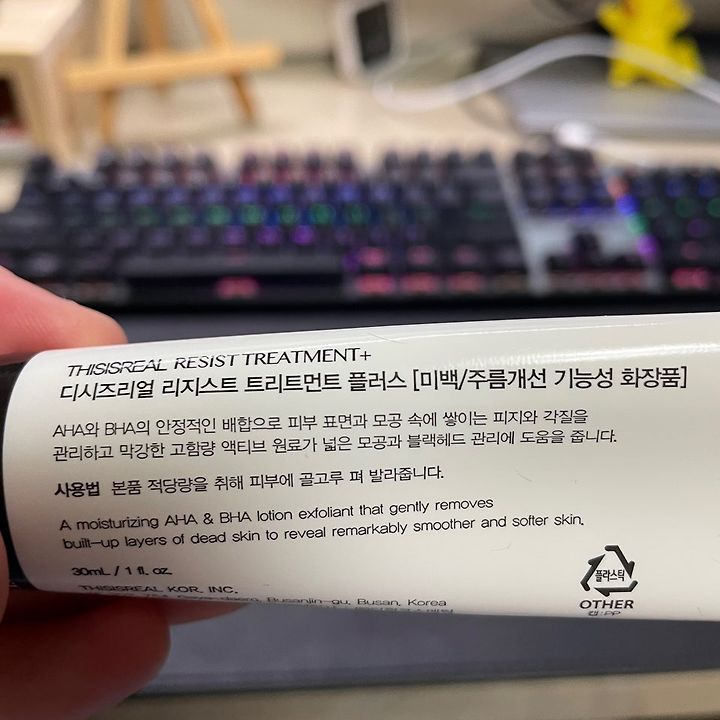 THISISREAL RESIST TREATMENT+
디시즈리얼 리지스트 트리트먼트 플러스 [미백/주름개선 기능성 화장품]
AHA와 BHA의 안정적인 배합으로 피부 표면과 모공 속에 쌓이는 피지와 각질을
관리하고 막강한 고함량 액티브 원료가 넓은 모공과 블랙헤드 관리에 도움을 줍니다.
사용법 본품 적당량을 취해 피부에 골고루 펴 발라줍니다.
A moisturizing AHA & BHA lotion exfoliant that gently removes
built-up layers of dead skin to reveal remarkably smoother and softer skin.
30mL / 1 fl. oz.
THISISREAL KOR. INC.
Busanjin-gu, Busan, Korea
플라스틱
OTHER
캡:PP